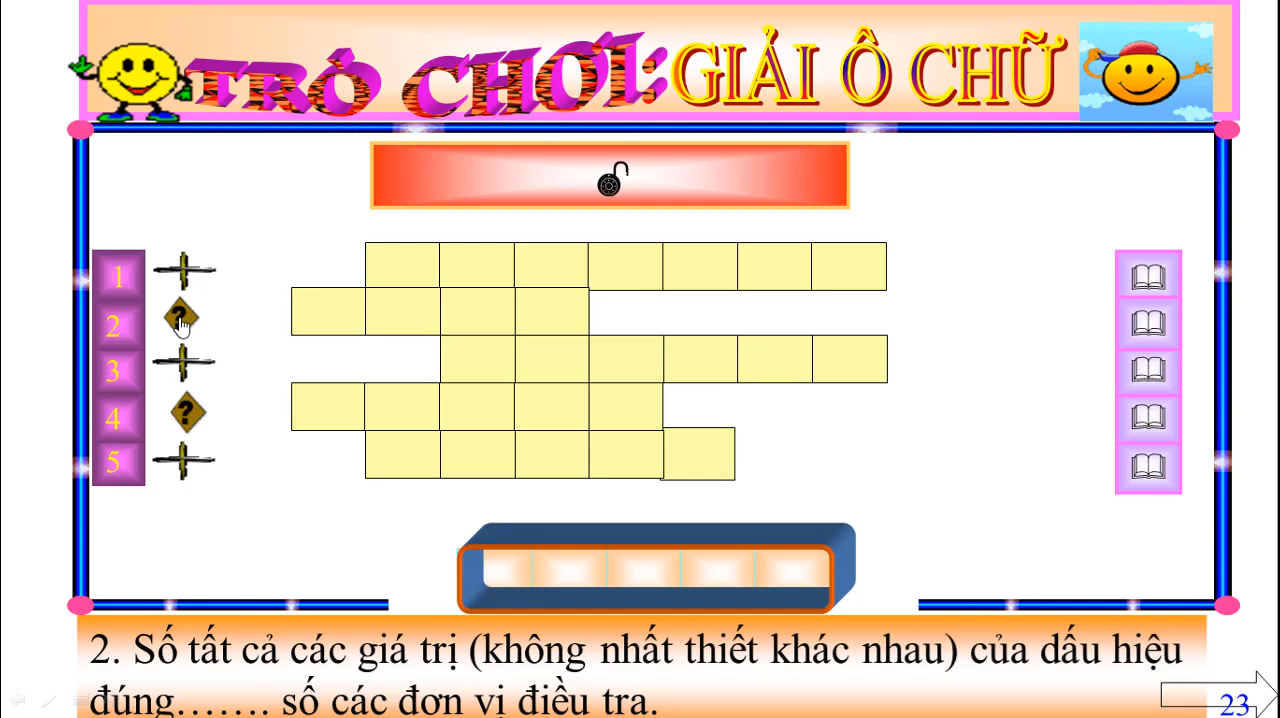 TRÒ CHƠI: GIẢI Ô CHỮ
1
2
3
4
5
2. Số tất cả các giá trị (không nhất thiết khác nhau) của dấu hiệu
đúng……. số các đơn vị điều tra.
23